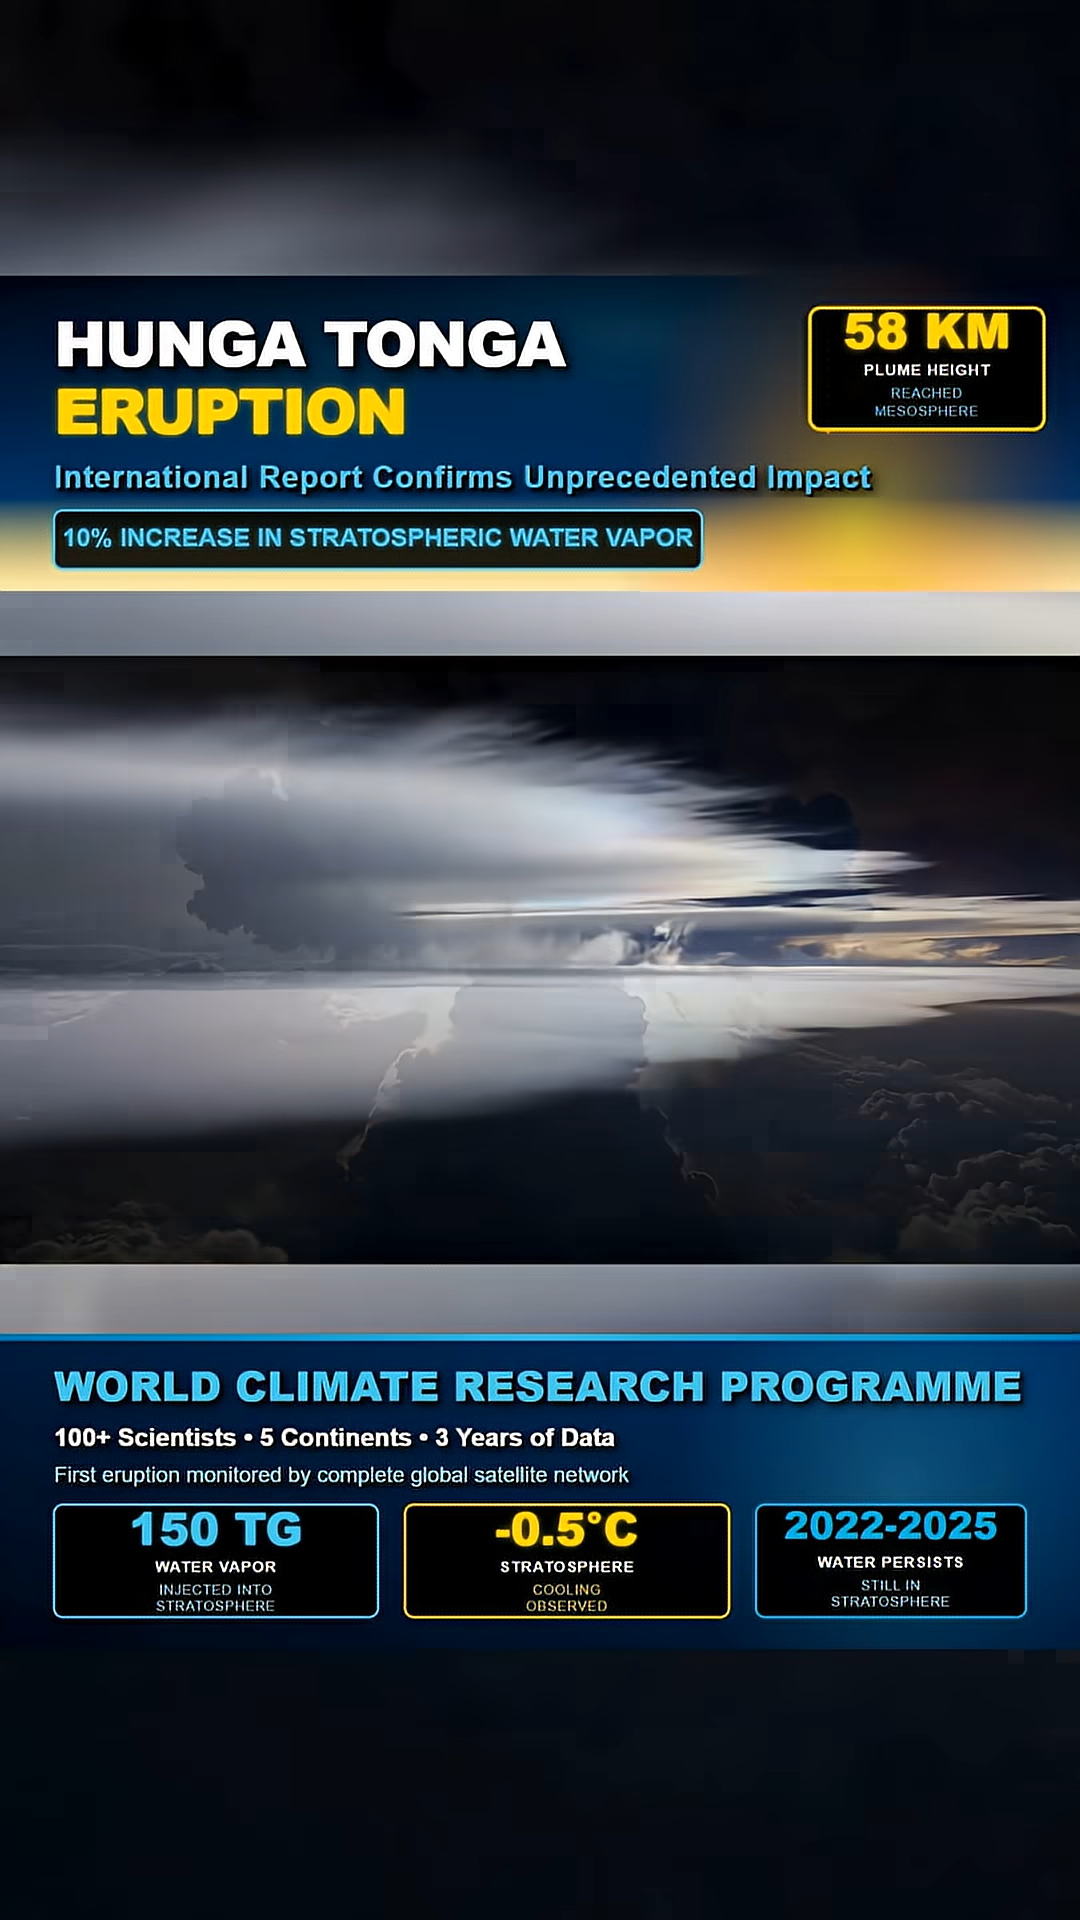 HUNGA TONGA
ERUPTION
58 KM
PLUME HEIGHT
REACHED
MESOSPHERE
International Report Confirms Unprecedented Impact
10% INCREASE IN STRATOSPHERIC WATER VAPOR
WORLD CLIMATE RESEARCH PROGRAMME
100+ Scientists • 5 Continents • 3 Years of Data
First eruption monitored by complete global satellite network
150 TG
WATER VAPOR
INJECTED INTO
STRATOSPHERE
-0.5°C
STRATOSPHERE
COOLING
OBSERVED
2022-2025
WATER PERSISTS
STILL IN
STRATOSPHERE